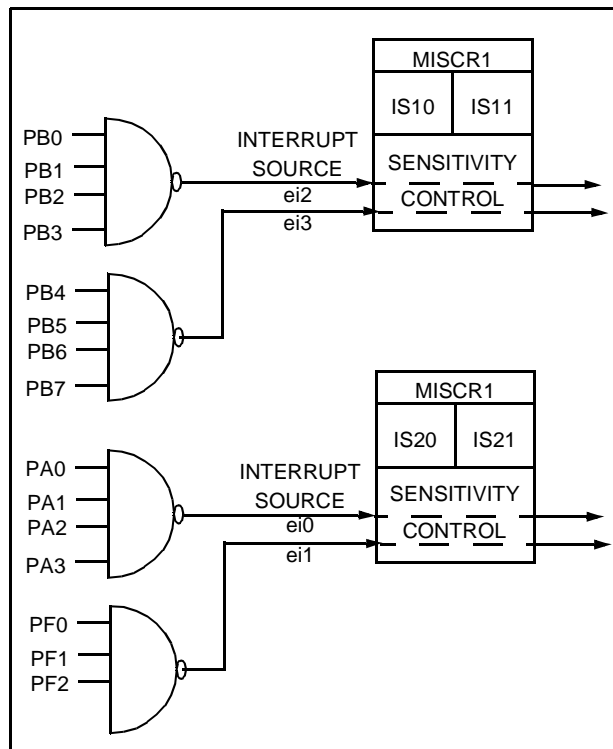 MISCR1
IS10 IS11
PB0
PB1
PB2
PB3
INTERRUPT
SOURCE
ei2
ei3
SENSITIVITY
CONTROL
PB4
PB5
PB6
PB7
MISCR1
IS20 IS21
PA0
PA1
PA2
PA3
INTERRUPT
SOURCE
ei0
ei1
SENSITIVITY
CONTROL
PF0
PF1
PF2